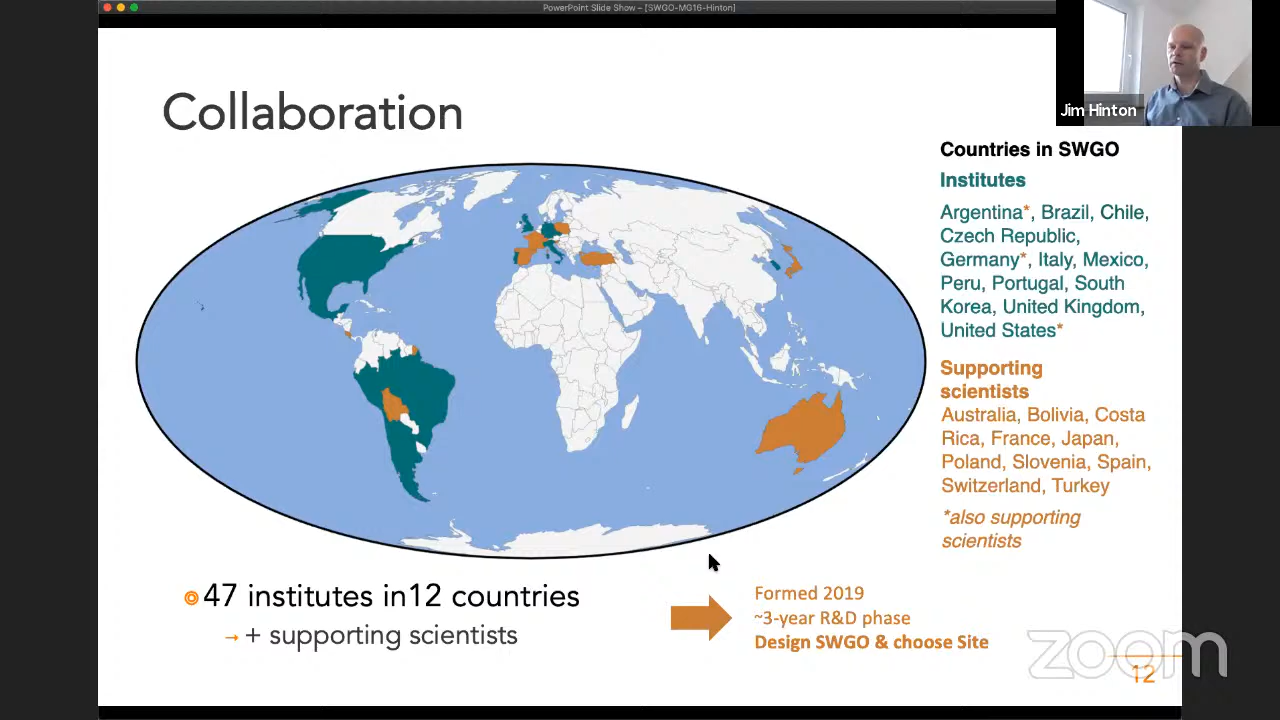 PowerPoint Slide Show – [SWGO-MG16-Hinton]
Jim Hinton
Collaboration
Countries in SWGO
Institutes
Argentina*, Brazil, Chile,
Czech Republic,
Germany*, Italy, Mexico,
Peru, Portugal, South
Korea, United Kingdom,
United States*
Supporting
scientists
Australia, Bolivia, Costa
Rica, France, Japan,
Poland, Slovenia, Spain,
Switzerland, Turkey
*also supporting
scientists
47 institutes in12 countries
→ + supporting scientists
Formed 2019
~3-year R&D phase
Design SWGO & choose Site
zoom
12